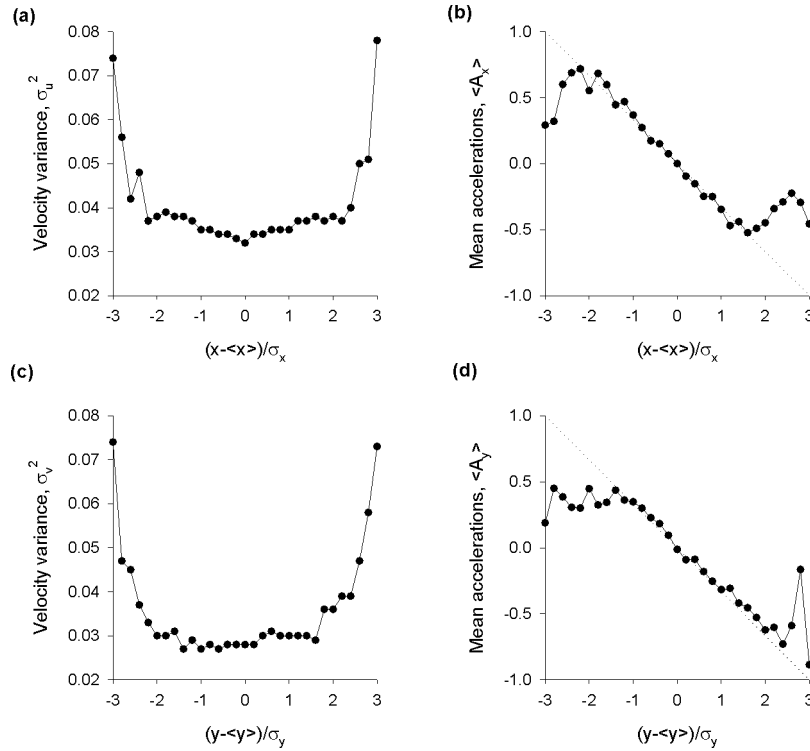 (a)
0.08
0.07
0.06
0.05
0.04
0.03
0.02
Velocity variance, σu²
-3 -2 -1 0 1 2 3
(x-<x>)/σx
(b)
1.0
0.5
0.0
-0.5
-1.0
Mean accelerations, <Ax>
-3 -2 -1 0 1 2 3
(x-<x>)/σx
(c)
0.08
0.07
0.06
0.05
0.04
0.03
0.02
Velocity variance, σv²
-3 -2 -1 0 1 2 3
(y-<y>)/σy
(d)
1.0
0.5
0.0
-0.5
-1.0
Mean accelerations, <Ay>
-3 -2 -1 0 1 2 3
(y-<y>)/σy